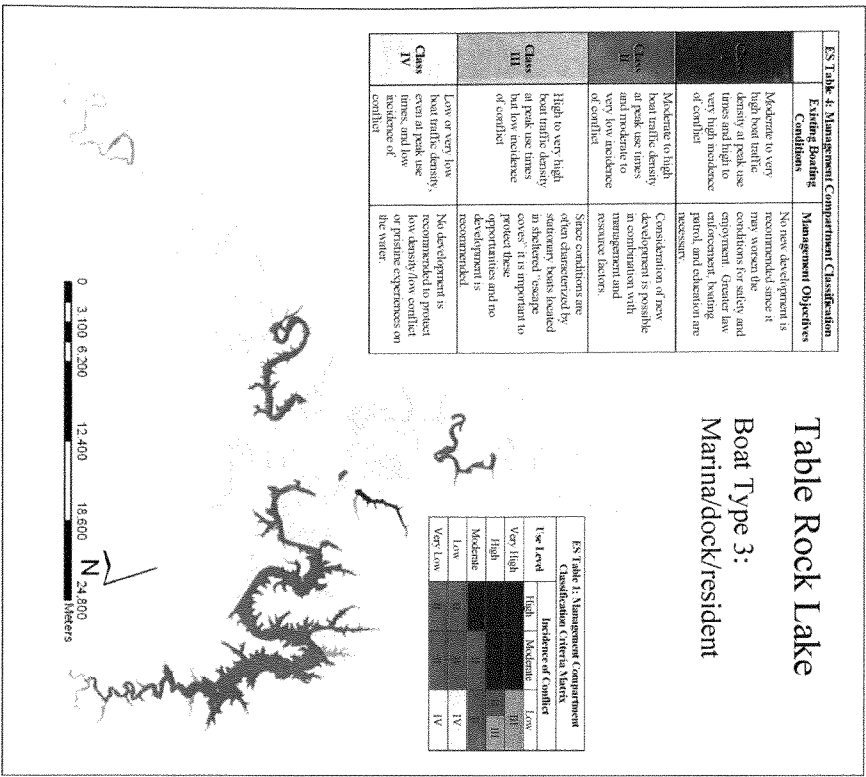 Table Rock Lake
Boat Type 3:
Marina/dock/resident
ES Table 4: Management Compartment Classification
Existing Boating
Conditions
Management Objectives
Class
Moderate to very
high boat traffic
density at peak use
times and high to
very high incidence
of conflict
No new development is
recommended since it
may worsen the
conditions for safety and
enjoyment. Greater law
enforcement, boating
patrol, and education are
necessary.
Class
II
Moderate to high
boat traffic density
at peak use times
and moderate to
very low incidence
of conflict
Consideration of new
development is possible
in combination with
management and
resource factors.
Class
III
High to very high
boat traffic density
at peak use times
but low incidence
of conflict
Since conditions are
often characterized by
stationary boats located
in sheltered "escape
coves" it is important to
protect these
opportunities and no
development is
recommended.
Class
IV
Low or very low
boat traffic density,
even at peak use
times, and low
incidence of
conflict
No development is
recommended to protect
low density/low conflict
or pristine experiences on
the water.
ES Table 1: Management Compartment
Classification Criteria Matrix
Use Level
Incidence of Conflict
High Moderate Low
Very High III
High II III
Moderate II II
Low II II IV
Very Low II II IV
N
0 3,100 6,200 12,400 18,600 24,800
Meters